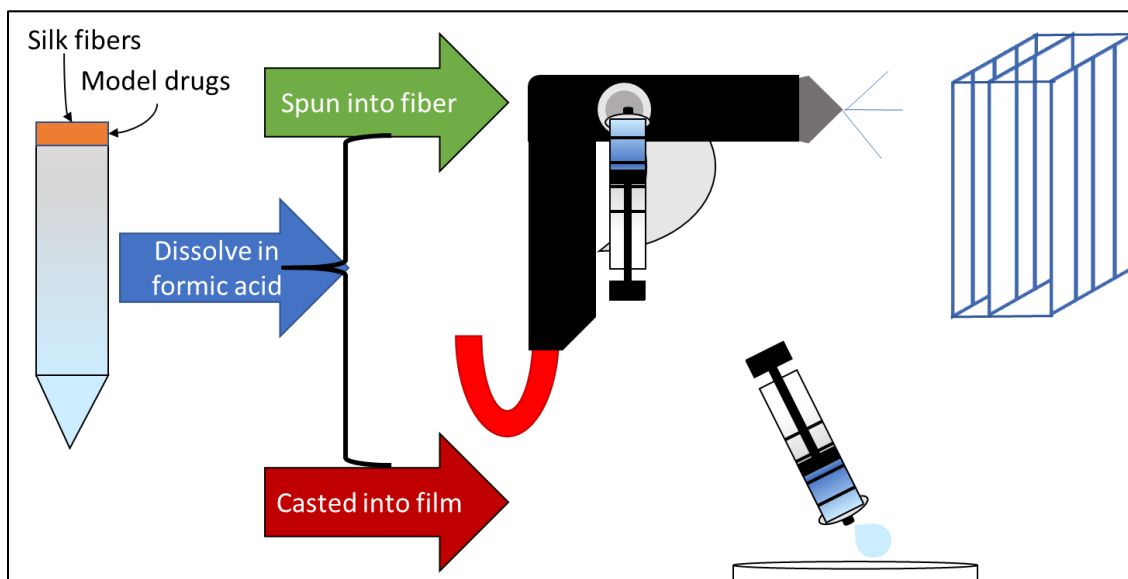 Silk fibers
Model drugs
Spun into fiber
Dissolve in
formic acid
Casted into film